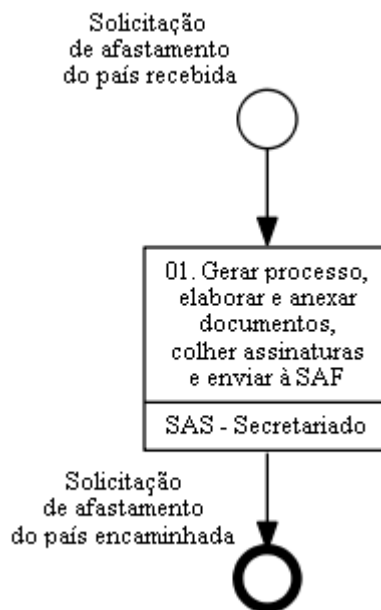 Solicitação
de afastamento
do país recebida
01. Gerar processo,
elaborar e anexar
documentos,
colher assinaturas
e enviar à SAF
SAS - Secretariado
Solicitação
de afastamento
do país encaminhada